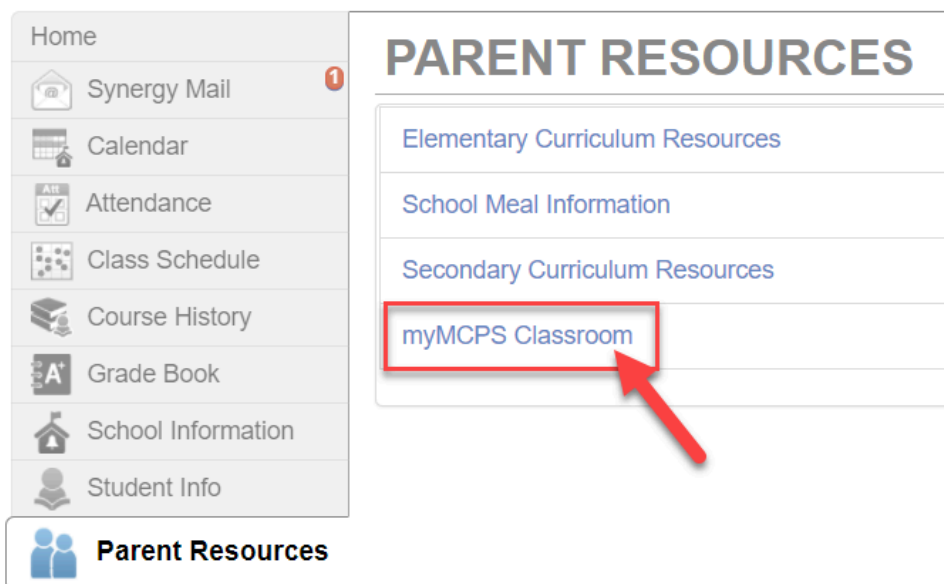 Home
Synergy Mail
1
Calendar
Att
Attendance
Class Schedule
Course History
A+
Grade Book
School Information
Student Info
Parent Resources
PARENT RESOURCES
Elementary Curriculum Resources
School Meal Information
Secondary Curriculum Resources
myMCPS Classroom